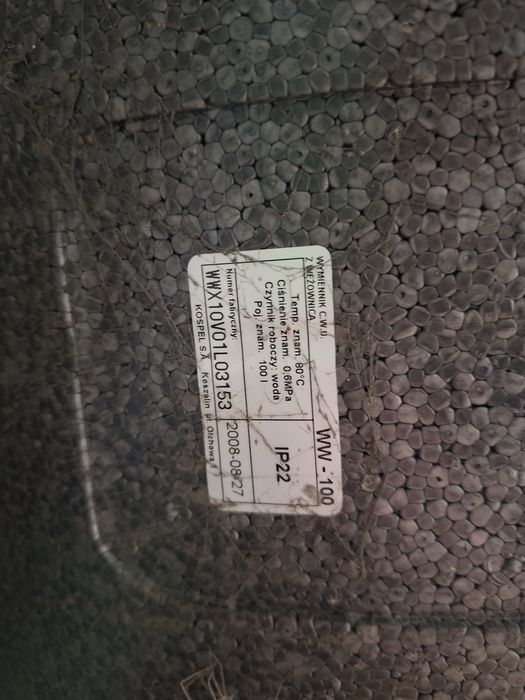 WYMIENNIK C.W.U.
Z WĘŻOWNICĄ
WW - 100
Temp. znam. 80°C
Ciśnienie znam. 0,6MPa
Czynnik roboczy: woda
Poj. znam. 100 l
IP22
Numer fabryczny:
WWX10V01L03153
2008-08-27
KOSPEL S.A. Koszalin ul. Olchowa 1